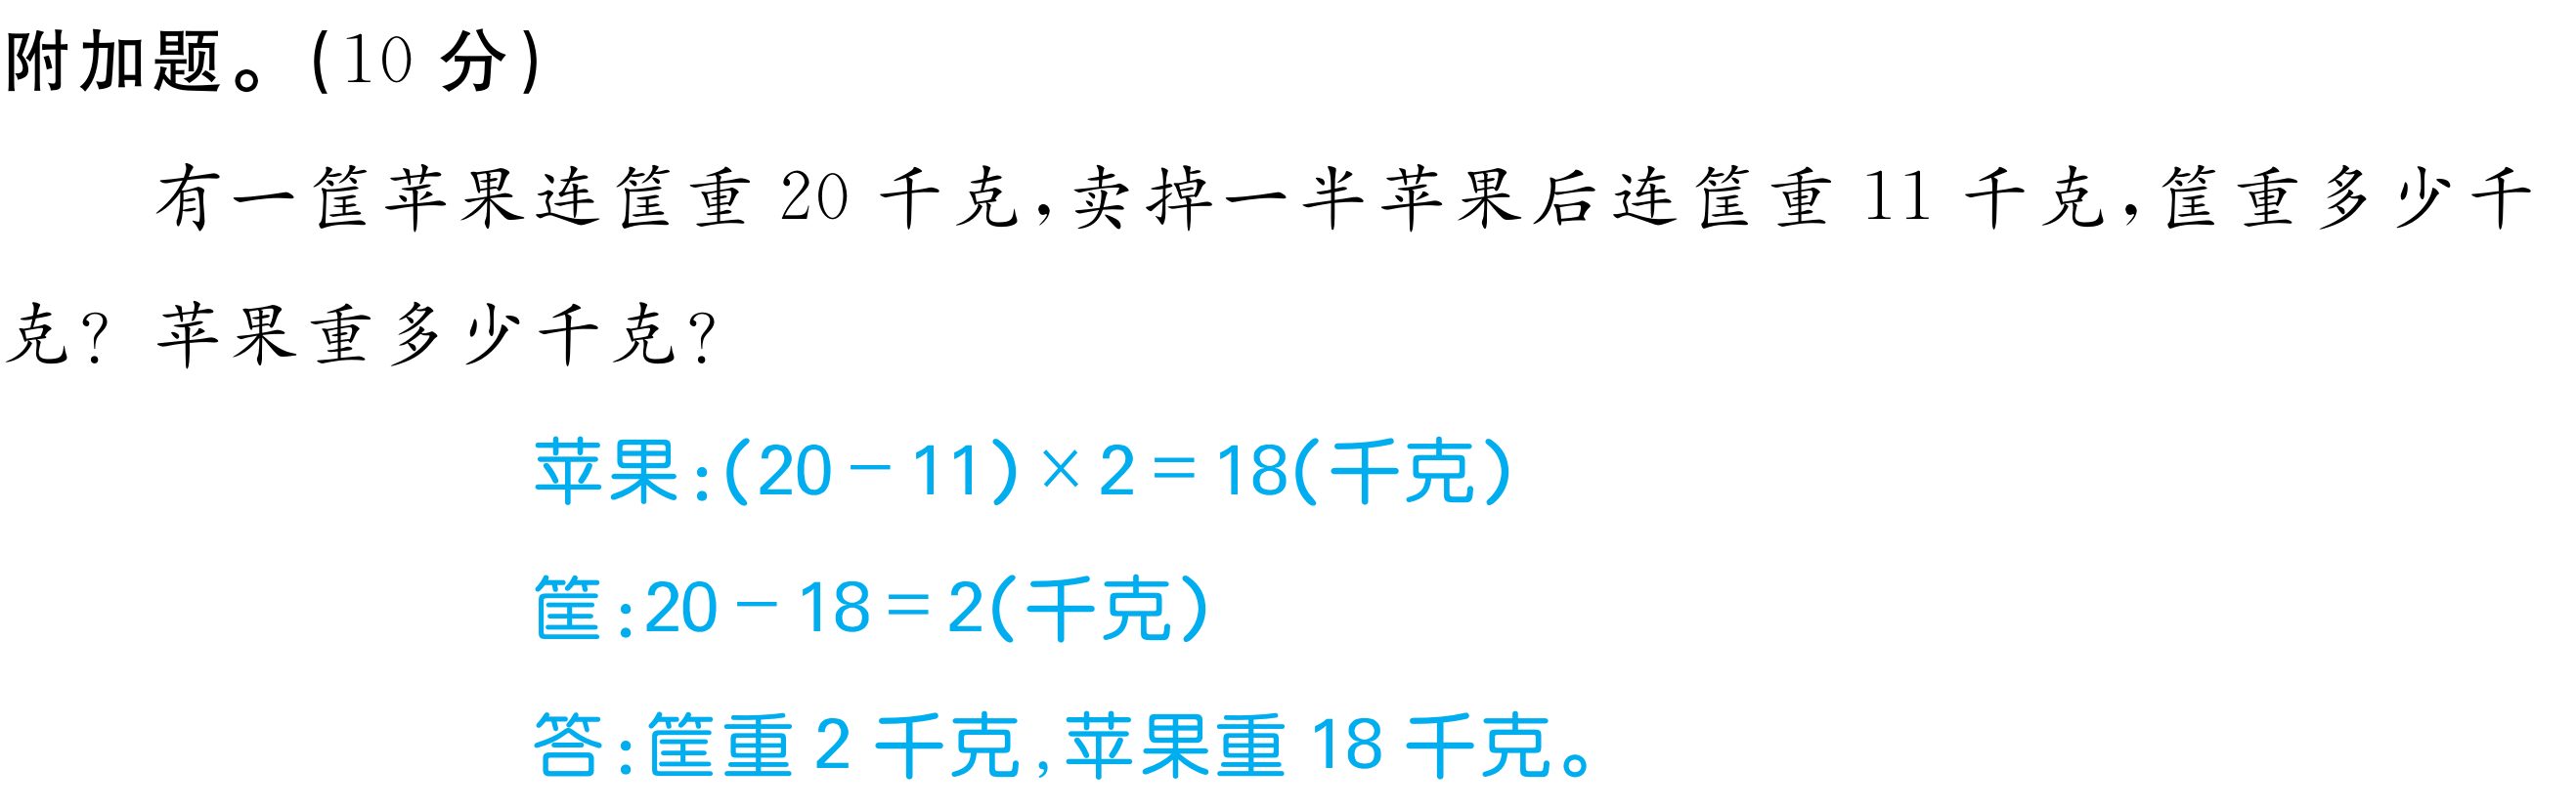 附加题。(10 分)
有一筐苹果连筐重 20 千克,卖掉一半苹果后连筐重 11 千克,筐重多少千
克? 苹果重多少千克?
苹果:(20-11)×2=18(千克)
筐:20-18=2(千克)
答:筐重 2 千克,苹果重 18 千克。